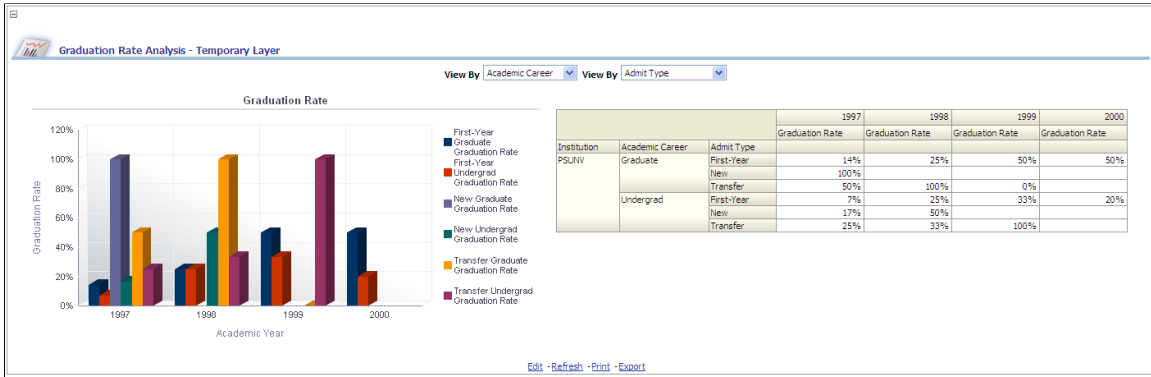 Graduation Rate Analysis - Temporary Layer
View By Academic Career View By Admit Type
Graduation Rate
120%
100%
80%
60%
40%
20%
0%
Graduation Rate
1997 1998 1999 2000
Academic Year
First-Year
Graduate
Graduation Rate
First-Year
Undergrad
Graduation Rate
New Graduate
Graduation Rate
New Undergrad
Graduation Rate
Transfer Graduate
Graduation Rate
Transfer Undergrad
Graduation Rate
1997 1998 1999 2000
Graduation Rate Graduation Rate Graduation Rate Graduation Rate
Institution Academic Career Admit Type
PSUNV Graduate First-Year 14% 25% 50% 50%
New 100%
Transfer 50% 100% 0%
Undergrad First-Year 7% 25% 33% 20%
New 17% 50%
Transfer 25% 33% 100%
Edit - Refresh - Print - Export